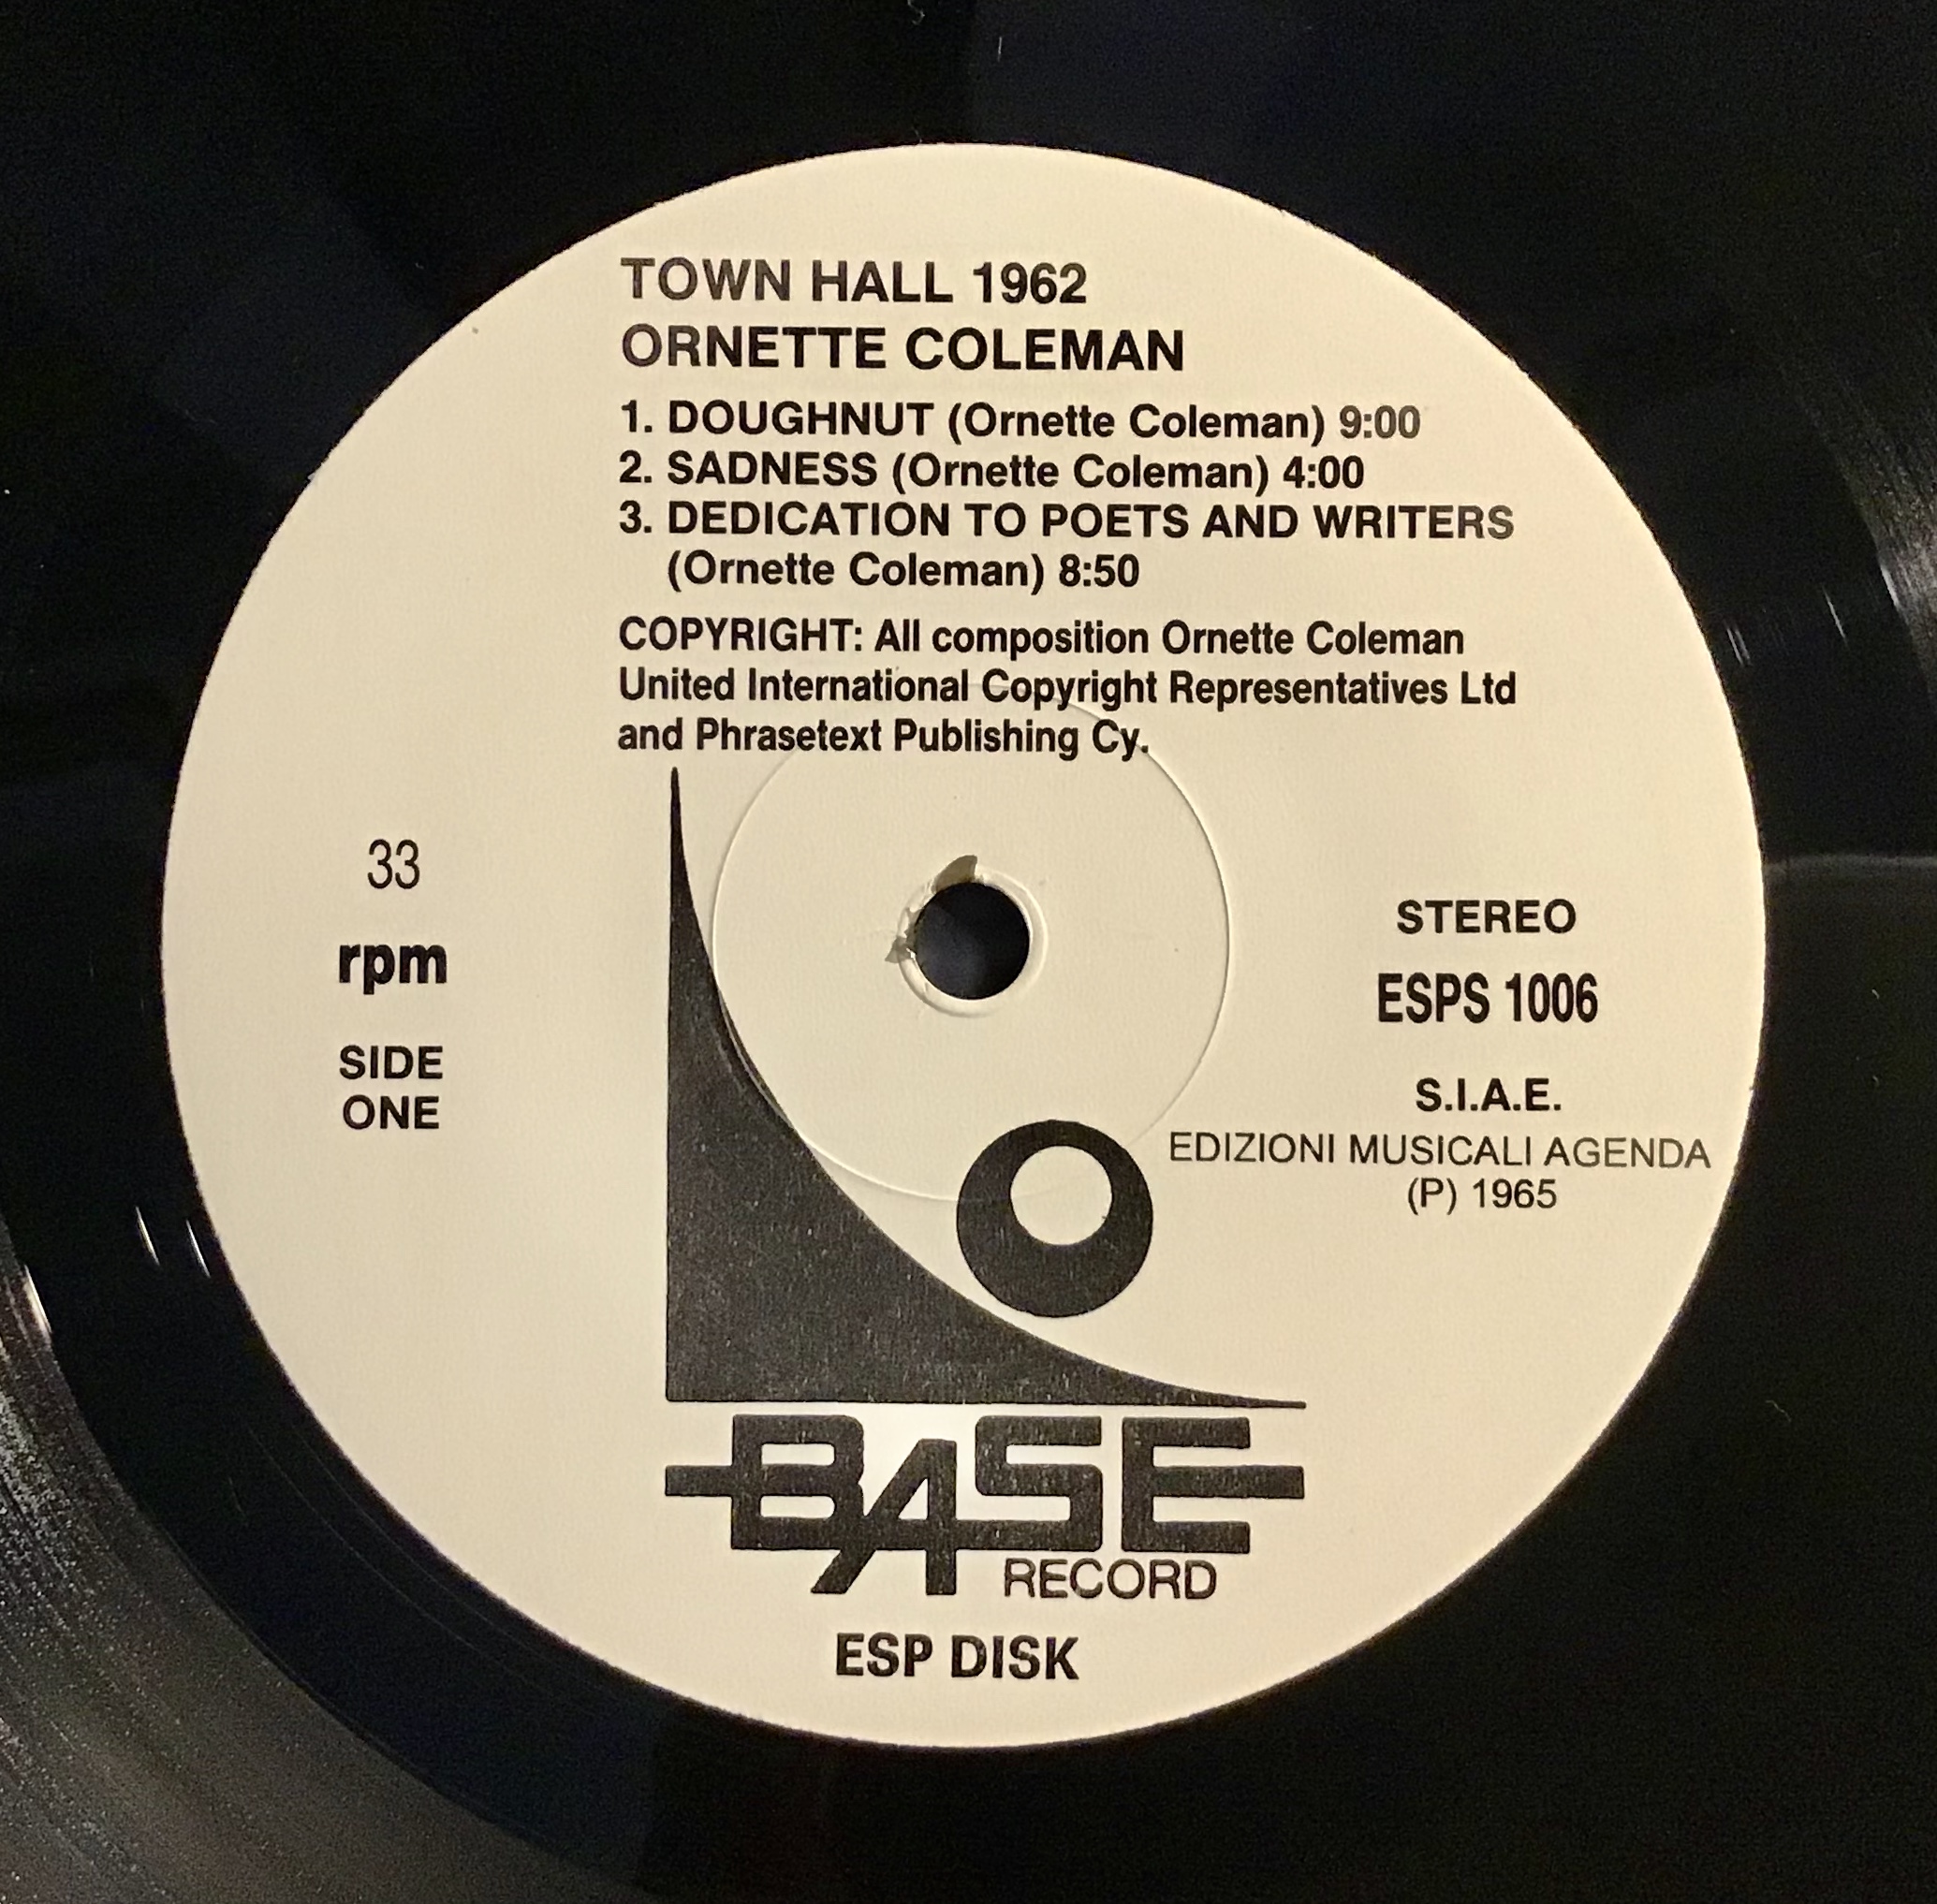 TOWN HALL 1962
ORNETTE COLEMAN
1. DOUGHNUT (Ornette Coleman) 9:00
2. SADNESS (Ornette Coleman) 4:00
3. DEDICATION TO POETS AND WRITERS
(Ornette Coleman) 8:50
COPYRIGHT: All composition Ornette Coleman
United International Copyright Representatives Ltd
and Phrasetext Publishing Cy.
33
rpm
SIDE
ONE
STEREO
ESPS 1006
S.I.A.E.
EDIZIONI MUSICALI AGENDA
(P) 1965
BASE
RECORD
ESP DISK